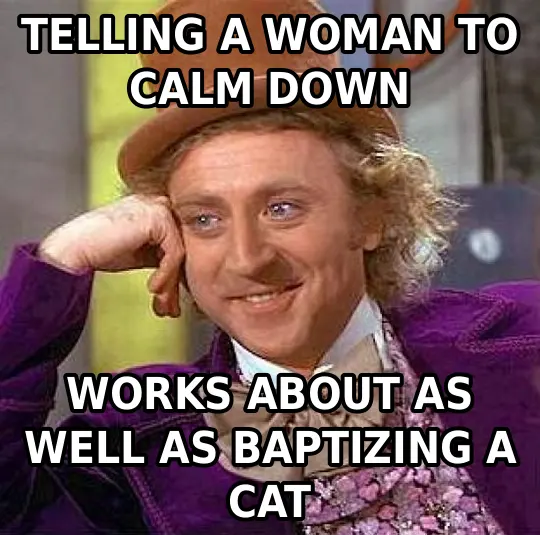 TELLING A WOMAN TO
CALM DOWN
WORKS ABOUT AS
WELL AS BAPTIZING A
CAT